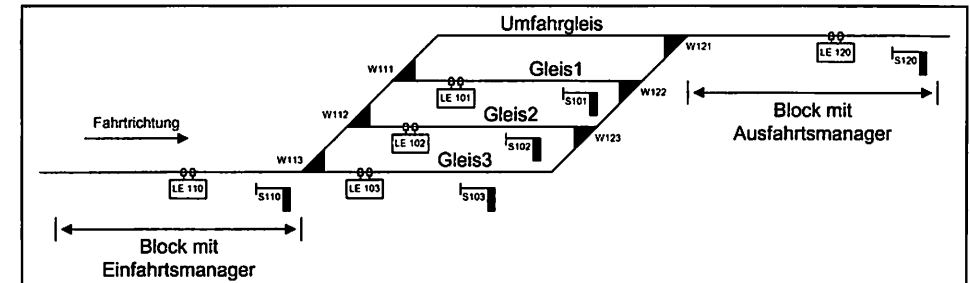 Umfahrgleis
W121
LE 120
S120
W111
Gleis1
LE 101
S101
W122
Block mit
Ausfahrtsmanager
W112
Gleis2
LE 102
S102
W123
Fahrtrichtung
W113
Gleis3
LE 110
S110
LE 103
S103
Block mit
Einfahrtsmanager